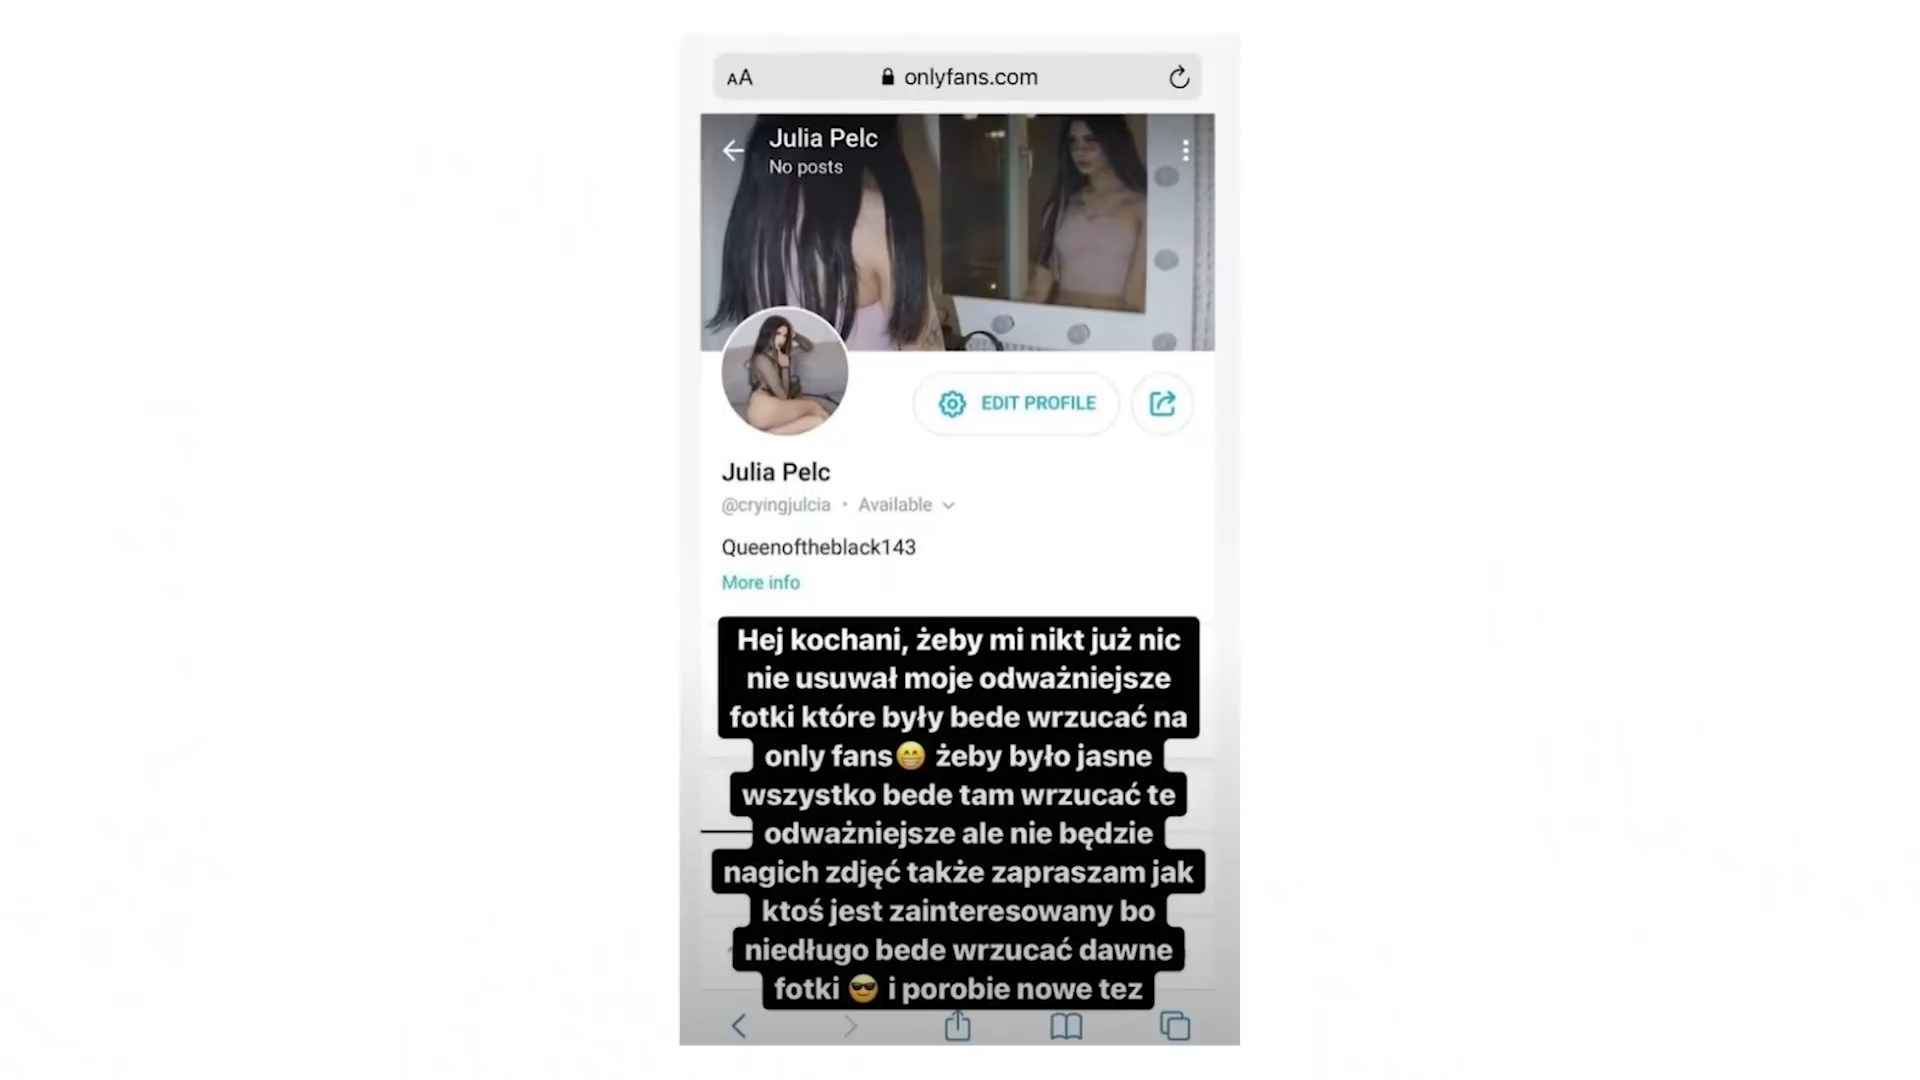 AA onlyfans.com
Julia Pelc
No posts
EDIT PROFILE
Julia Pelc
@cryingjulcia • Available
Queenoftheblack143
More info
Hej kochani, żeby mi nikt już nic
nie usuwał moje odważniejsze
fotki które były bede wrzucać na
only fans😁 żeby było jasne
wszystko bede tam wrzucać te
odważniejsze ale nie będzie
nagich zdjęć także zapraszam jak
ktoś jest zainteresowany bo
niedługo bede wrzucać dawne
fotki 😎 i porobie nowe tez